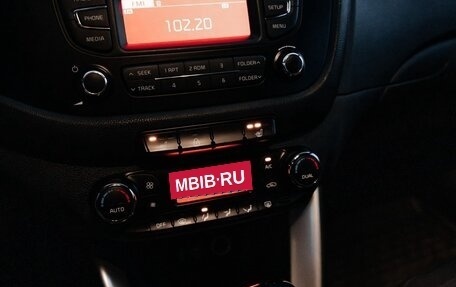 FM1
SETUP
PHONE
102.20
MEDIA
MENU
SEEK 1 RPT 2 RDM 3 FOLDER
TRACK 4 5 6 FOLDER
A/C
MBIB·RU
AUTO
DUAL
OFF